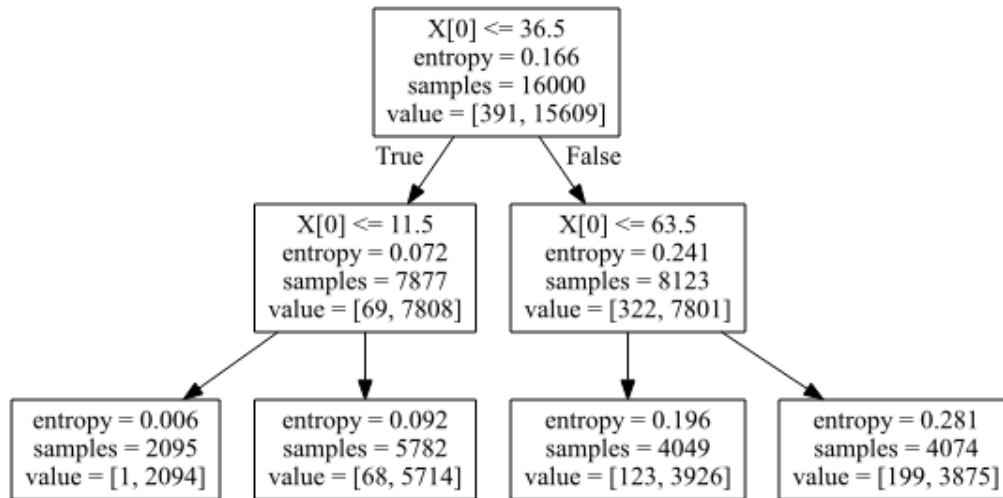 X[0] <= 36.5
entropy = 0.166
samples = 16000
value = [391, 15609]
True
False
X[0] <= 11.5
entropy = 0.072
samples = 7877
value = [69, 7808]
X[0] <= 63.5
entropy = 0.241
samples = 8123
value = [322, 7801]
entropy = 0.006
samples = 2095
value = [1, 2094]
entropy = 0.092
samples = 5782
value = [68, 5714]
entropy = 0.196
samples = 4049
value = [123, 3926]
entropy = 0.281
samples = 4074
value = [199, 3875]